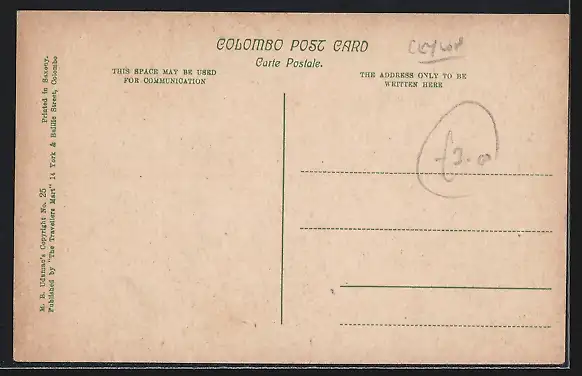 COLOMBO POST CARD
Carte Postale.
CEYLON
THIS SPACE MAY BE USED
FOR COMMUNICATION
THE ADDRESS ONLY TO BE
WRITTEN HERE
M. B. Udumac's Copyright No. 25 Printed in Saxony.
Published by "The Travellers Mart" 14 York & Baillie Street, Colombo